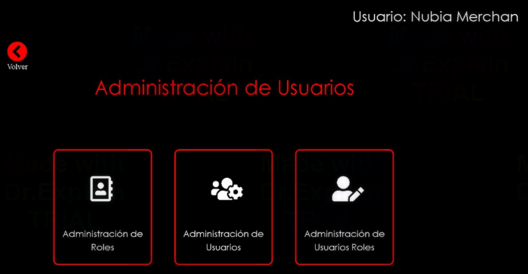 Usuario: Nubia Merchan
Volver
Administración de Usuarios
Administración de
Roles
Administración de
Usuarios
Administración de
Usuarios Roles